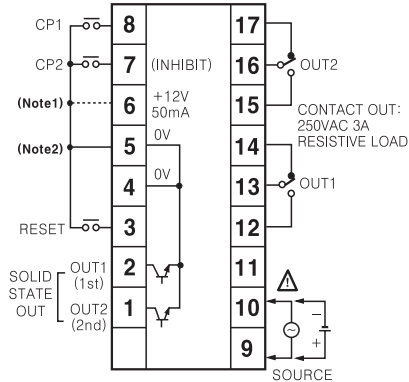 CP1
8
17
CP2
7
(INHIBIT)
16
OUT2
(Note1)
6
+12V
50mA
15
CONTACT OUT:
250VAC 3A
RESISTIVE LOAD
(Note2)
5
0V
14
4
0V
13
OUT1
RESET
3
12
SOLID
STATE
OUT
OUT1
(1st)
2
11
OUT2
(2nd)
1
10
!
−
+
9
SOURCE